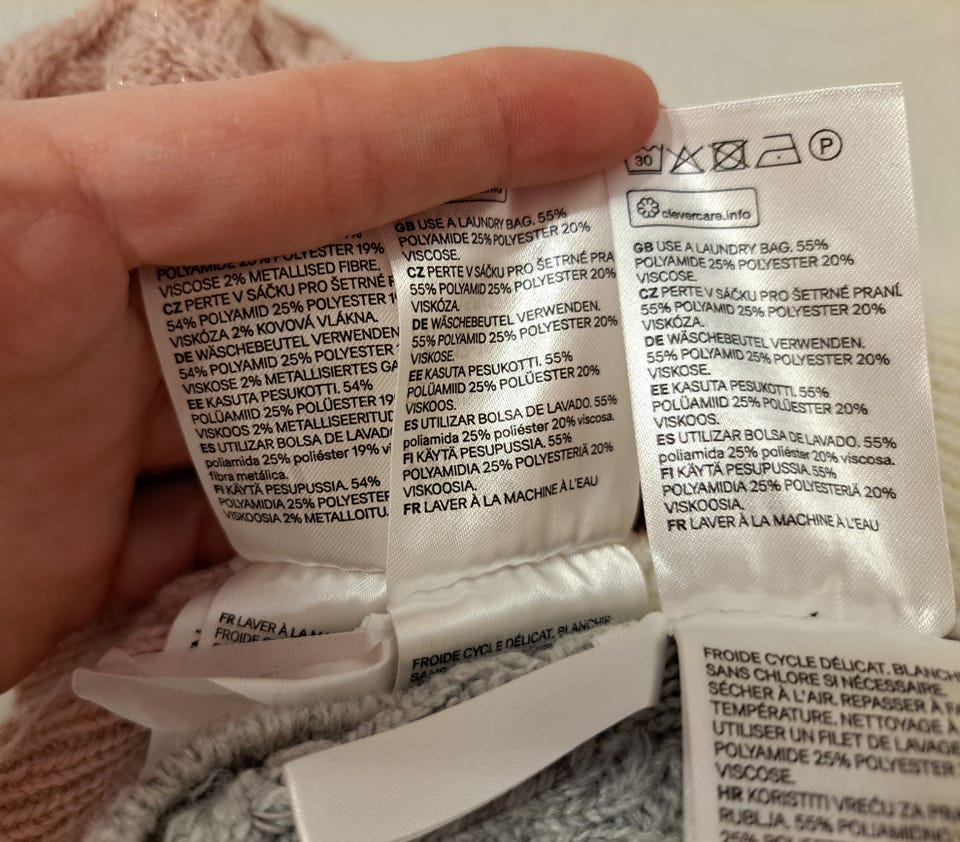 POLYESTER 19%
VISCOSE 2% METALLISED FIBRE.
CZ PERTE V SÁČKU PRO ŠETRNÉ
54% POLYAMID 25% POLYESTER
VISKÓZA 2% KOVOVÁ VLÁKNA.
DE WÄSCHEBEUTEL VERWENDEN
54% POLYAMID 25% POLYESTER
VISKOSE 2% METALLISIERTES
EE KASUTA PESUKOTTI. 54%
POLÜAMIID 25% POLÜESTER 19
VISKOOS 2%
ES UTILIZAR BOLSA DE
poliamida 25% poliéster 19%
fibra metálica.
FI KÄYTÄ PESUPUSSIA. 54%
POLYAMIDIA 25%
VISKOOSIA 2%
FR LAVER À LA
FROIDE
GB USE A LAUNDRY BAG. 55%
POLYAMIDE 25% POLYESTER 20%
VISCOSE.
CZ PERTE V SÁČKU PRO ŠETRNÉ PRA
55% POLYAMID 25% POLYESTER 20%
VISKÓZA.
DE WÄSCHEBEUTEL VERWENDEN.
55% POLYAMID 25% POLYESTER 20%
VISKOSE.
EE KASUTA PESUKOTTI. 55%
POLÜAMIID 25% POLÜESTER 20%
VISKOOS.
ES UTILIZAR BOLSA DE LAVADO. 55%
poliamida 25% poliéster 20% viscosa.
FI KÄYTÄ PESUPUSSIA. 55%
POLYAMIDIA 25% POLYESTERIÄ 20%
VISKOOSIA.
FR LAVER À LA MACHINE À L'EAU
FROIDE CYCLE DÉLICAT. BLANCHIR
30 P
clevercare.info
GB USE A LAUNDRY BAG. 55%
POLYAMIDE 25% POLYESTER 20%
VISCOSE.
CZ PERTE V SÁČKU PRO ŠETRNÉ PRANÍ.
55% POLYAMID 25% POLYESTER 20%
VISKÓZA.
DE WÄSCHEBEUTEL VERWENDEN.
55% POLYAMID 25% POLYESTER 20%
VISKOSE.
EE KASUTA PESUKOTTI. 55%
POLÜAMIID 25% POLÜESTER 20%
VISKOOS.
ES UTILIZAR BOLSA DE LAVADO. 55%
poliamida 25% poliéster 20% viscosa.
FI KÄYTÄ PESUPUSSIA. 55%
POLYAMIDIA 25% POLYESTERIÄ 20%
VISKOOSIA.
FR LAVER À LA MACHINE À L'EAU
FROIDE CYCLE DÉLICAT. BLANCH
SANS CHLORE SI NÉCESSAIRE.
SÉCHER À L'AIR. REPASSER À
TEMPÉRATURE. NETTOYAGE À
UTILISER UN FILET DE LAVAGE
POLYAMIDE 25% POLYESTER
VISCOSE.
HR KORISTITI VREĆU ZA
RUBLJA. 55%
25%